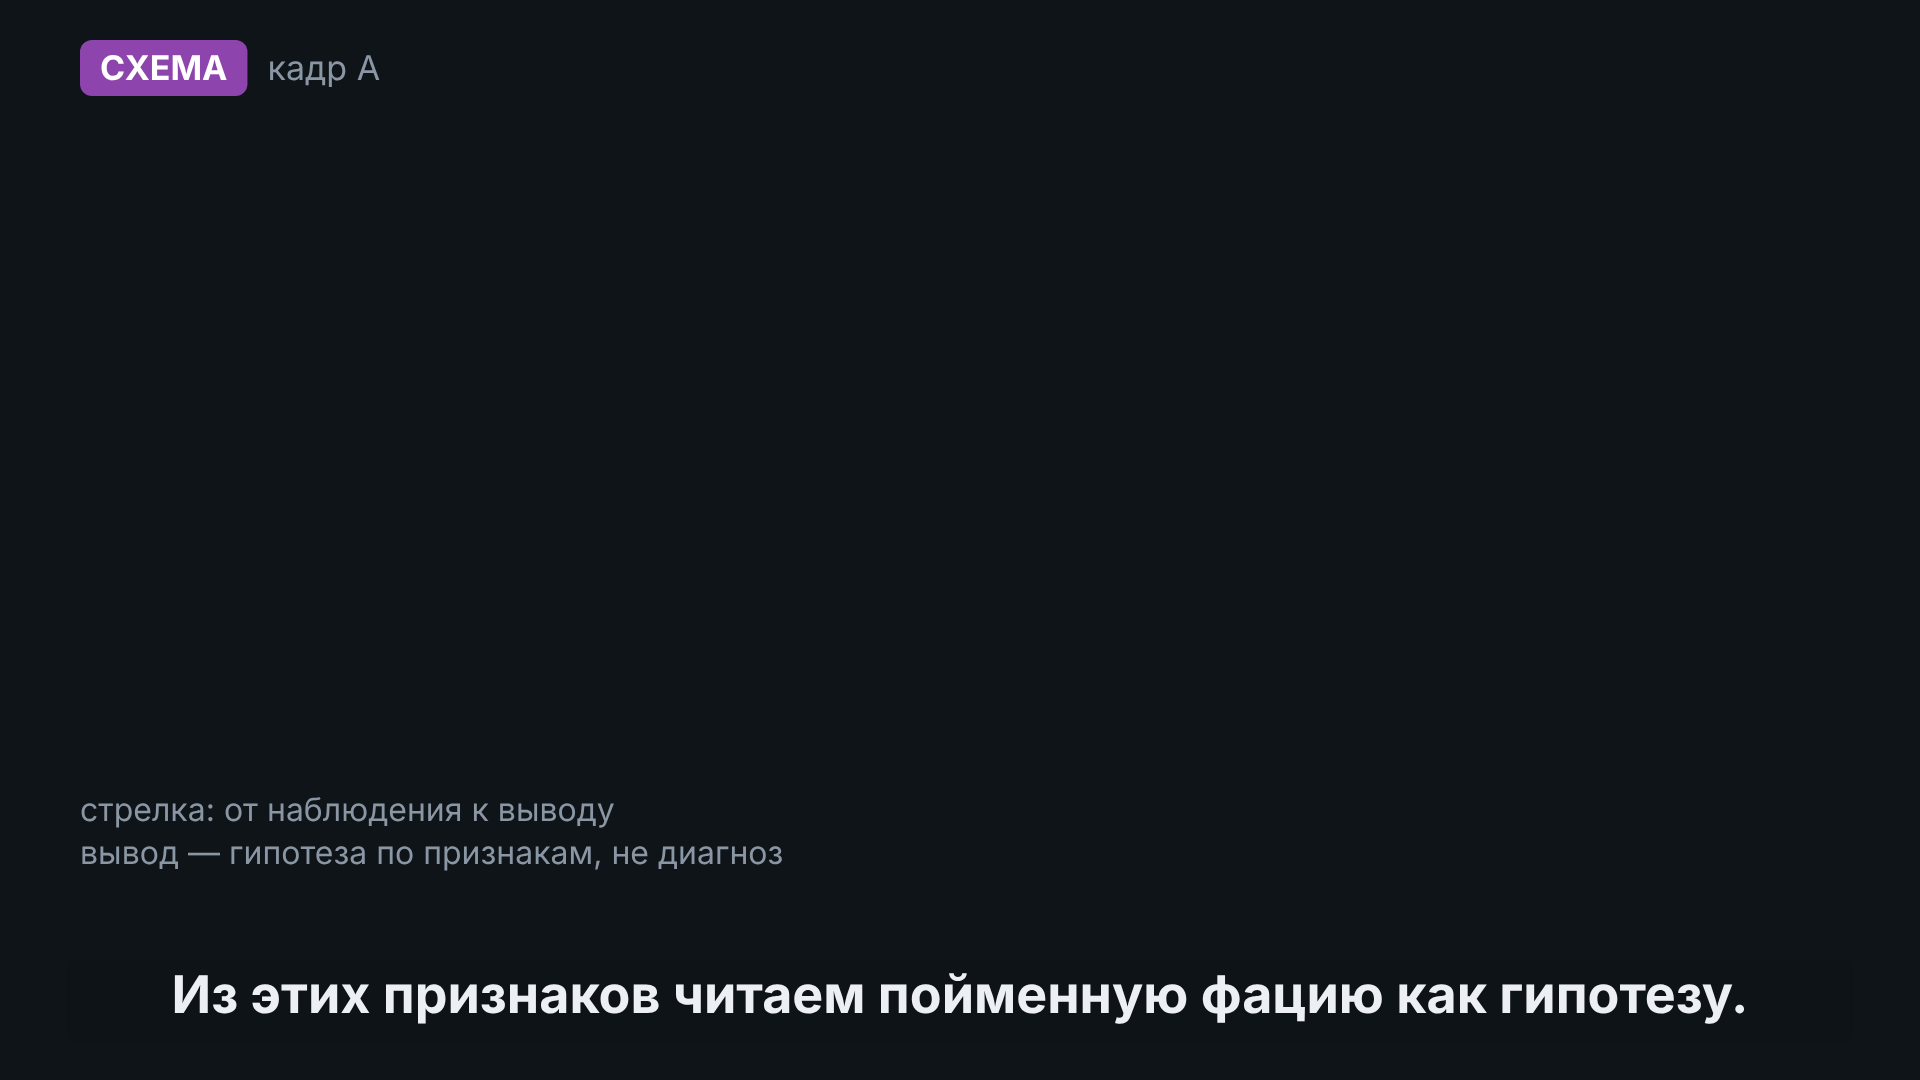 СХЕМА кадр А
стрелка: от наблюдения к выводу
вывод — гипотеза по признакам, не диагноз
Из этих признаков читаем пойменную фацию как гипотезу.